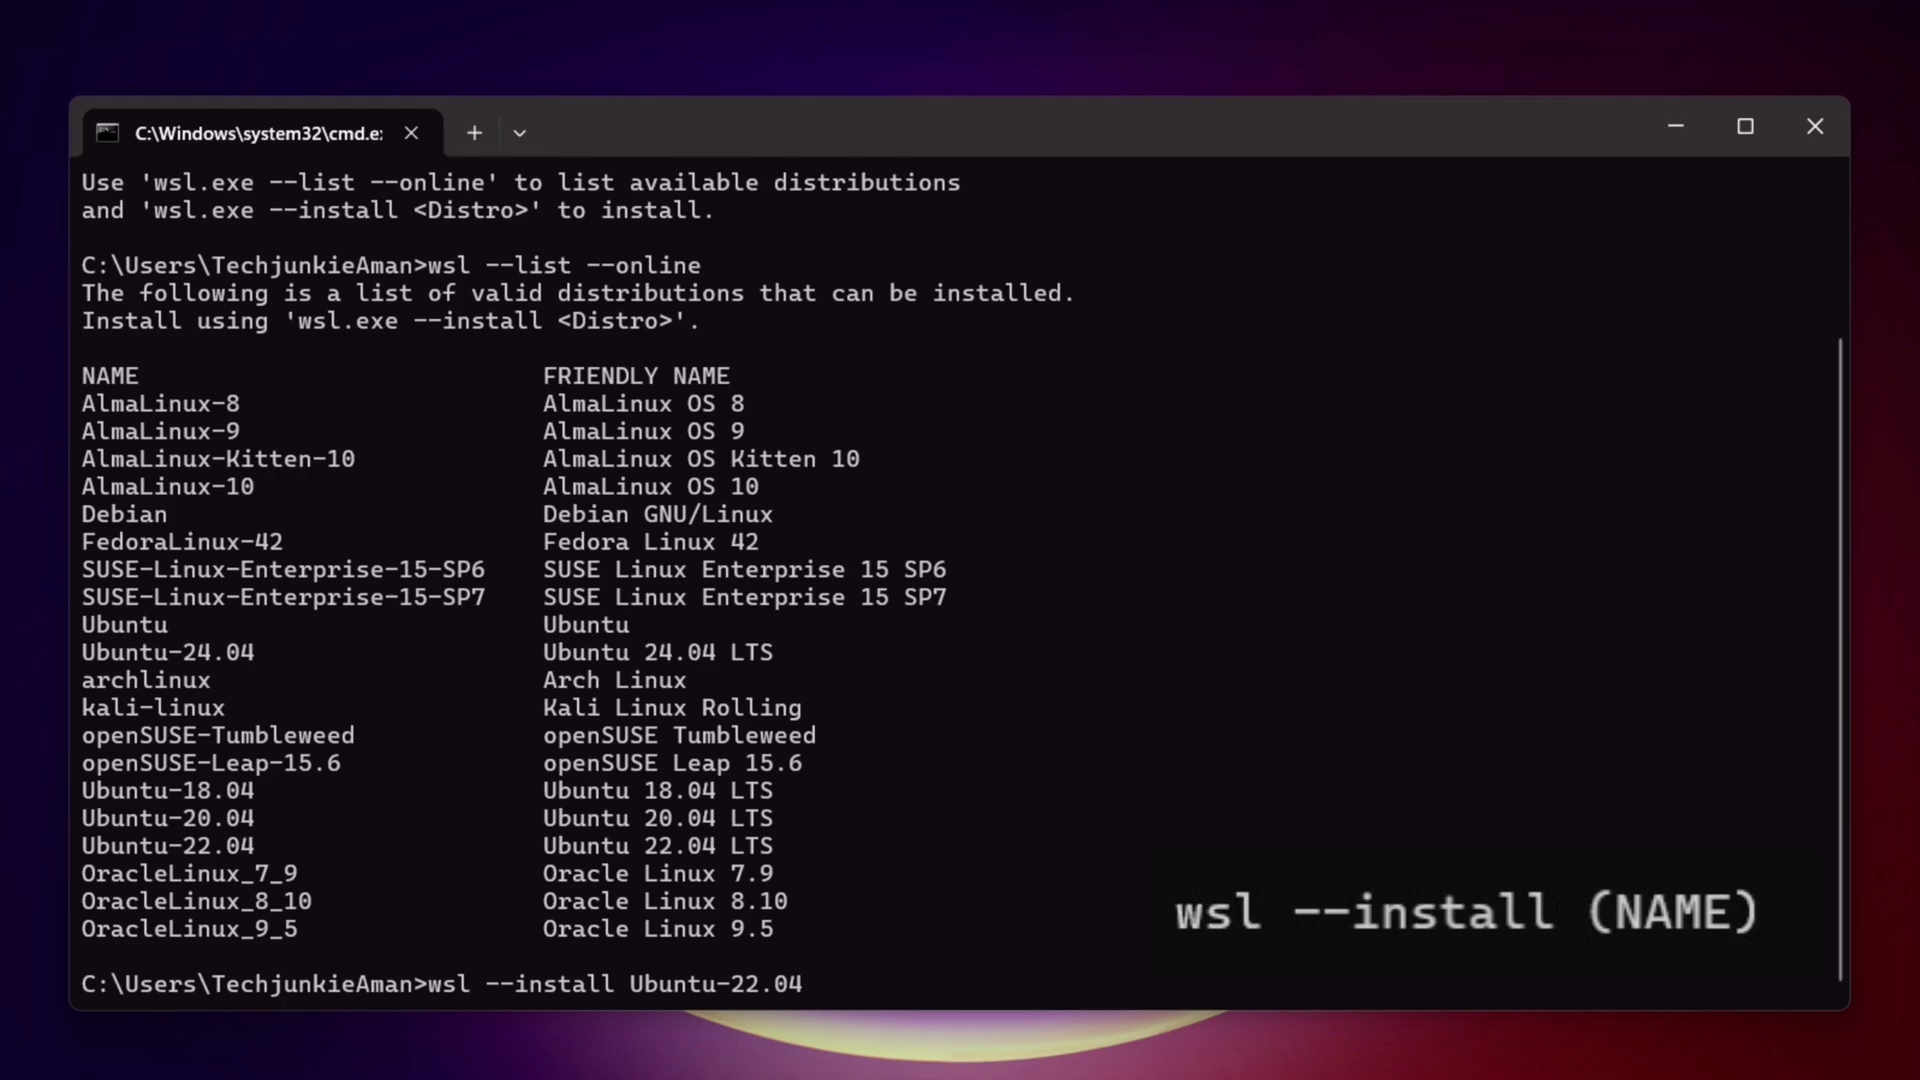 C:\Windows\system32\cmd.e
Use 'wsl.exe --list --online' to list available distributions
and 'wsl.exe --install <Distro>' to install.
C:\Users\TechjunkieAman>wsl --list --online
The following is a list of valid distributions that can be installed.
Install using 'wsl.exe --install <Distro>'.
NAME FRIENDLY NAME
AlmaLinux-8 AlmaLinux OS 8
AlmaLinux-9 AlmaLinux OS 9
AlmaLinux-Kitten-10 AlmaLinux OS Kitten 10
AlmaLinux-10 AlmaLinux OS 10
Debian Debian GNU/Linux
FedoraLinux-42 Fedora Linux 42
SUSE-Linux-Enterprise-15-SP6 SUSE Linux Enterprise 15 SP6
SUSE-Linux-Enterprise-15-SP7 SUSE Linux Enterprise 15 SP7
Ubuntu Ubuntu
Ubuntu-24.04 Ubuntu 24.04 LTS
archlinux Arch Linux
kali-linux Kali Linux Rolling
openSUSE-Tumbleweed openSUSE Tumbleweed
openSUSE-Leap-15.6 openSUSE Leap 15.6
Ubuntu-18.04 Ubuntu 18.04 LTS
Ubuntu-20.04 Ubuntu 20.04 LTS
Ubuntu-22.04 Ubuntu 22.04 LTS
OracleLinux_7_9 Oracle Linux 7.9
OracleLinux_8_10 Oracle Linux 8.10
OracleLinux_9_5 Oracle Linux 9.5
wsl --install (NAME)
C:\Users\TechjunkieAman>wsl --install Ubuntu-22.04